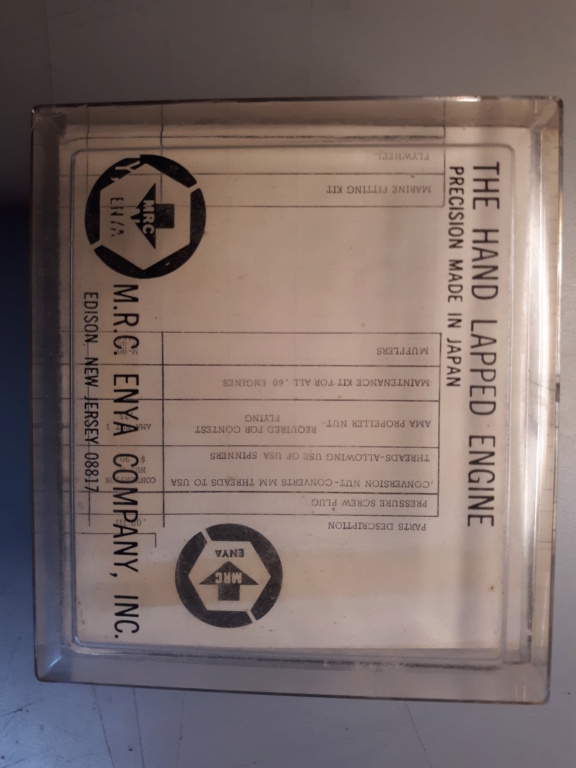 THE HAND LAPPED ENGINE
PRECISION MADE IN JAPAN
MRC
ENYA
M.R.C. ENYA COMPANY, INC.
EDISON, NEW JERSEY 08817
MRC
ENYA
PARTS DESCRIPTION
PRESSURE SCREW PLUG
CONVERSION NUT-CONVERTS MM THREADS TO USA
THREADS-ALLOWING USE OF USA SPINNERS
AMA PROPELLER NUT- REQUIRED FOR CONTEST
FLYING
MAINTENANCE KIT-FOR ALL .60 ENGINES
MUFFLERS
MARINE FITTING KIT
FLYWHEEL